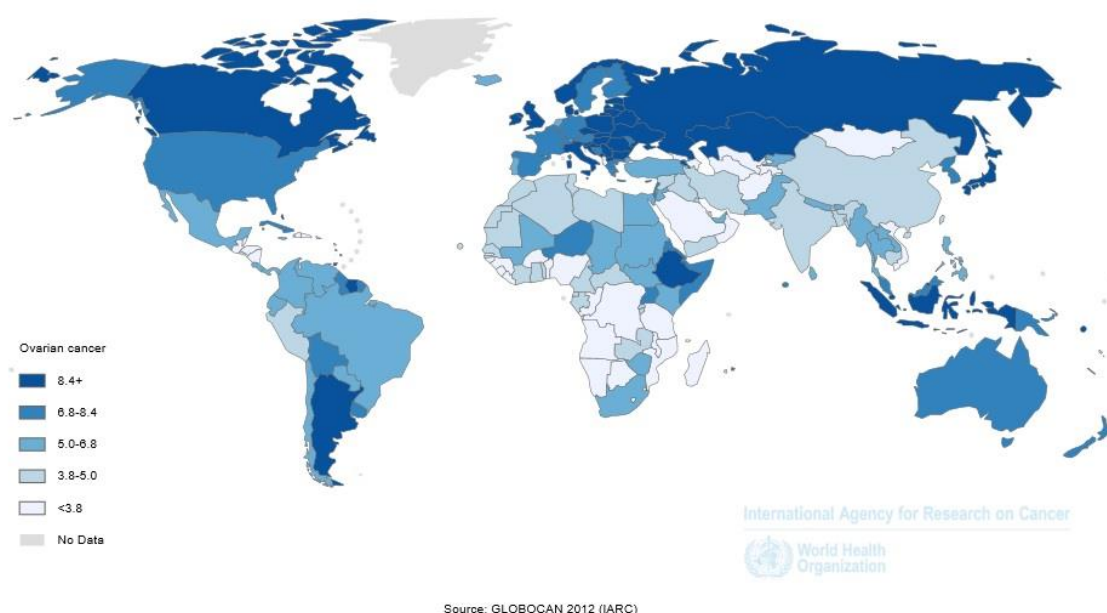 Ovarian cancer
8.4+
6.8-8.4
5.0-6.8
3.8-5.0
<3.8
No Data
International Agency for Research on Cancer
World Health
Organization
Source: GLOBOCAN 2012 (IARC)